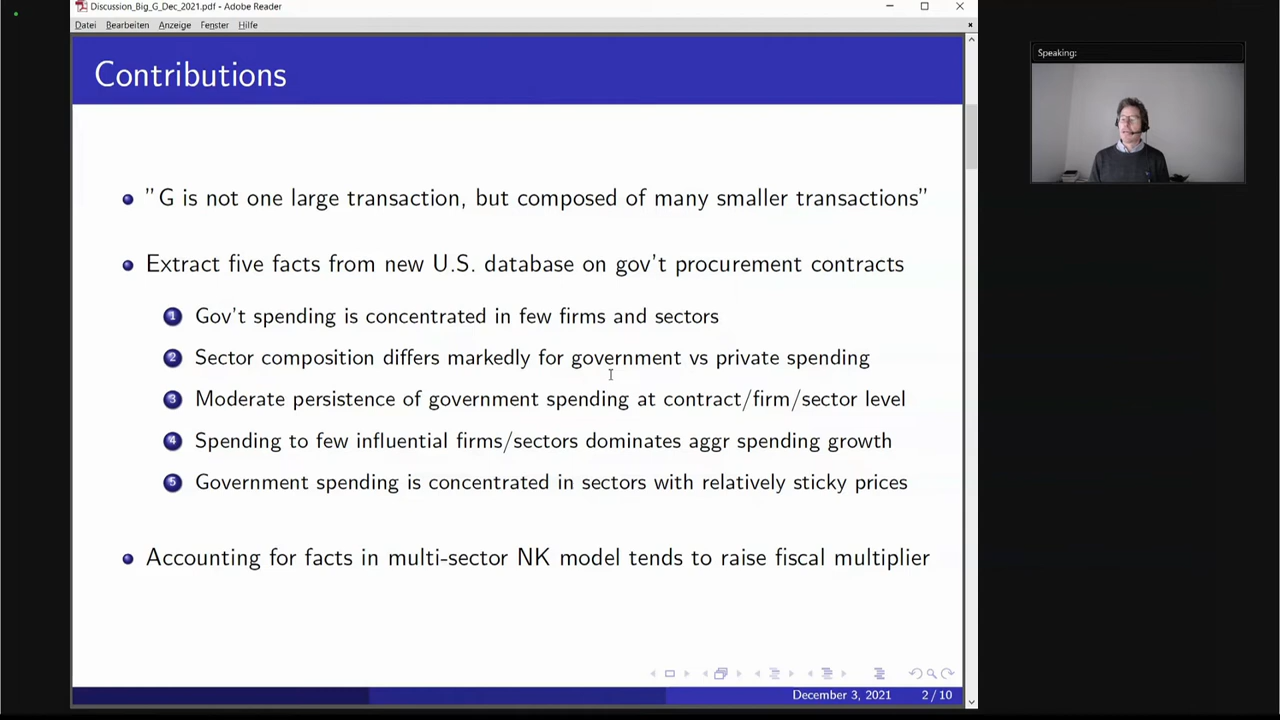 Discussion_Big_G_Dec_2021.pdf - Adobe Reader
Datei Bearbeiten Anzeige Fenster Hilfe
Contributions
Speaking:
"G is not one large transaction, but composed of many smaller transactions"
Extract five facts from new U.S. database on gov't procurement contracts
1 Gov't spending is concentrated in few firms and sectors
2 Sector composition differs markedly for government vs private spending
3 Moderate persistence of government spending at contract/firm/sector level
4 Spending to few influential firms/sectors dominates aggr spending growth
5 Government spending is concentrated in sectors with relatively sticky prices
Accounting for facts in multi-sector NK model tends to raise fiscal multiplier
December 3, 2021 2 / 10